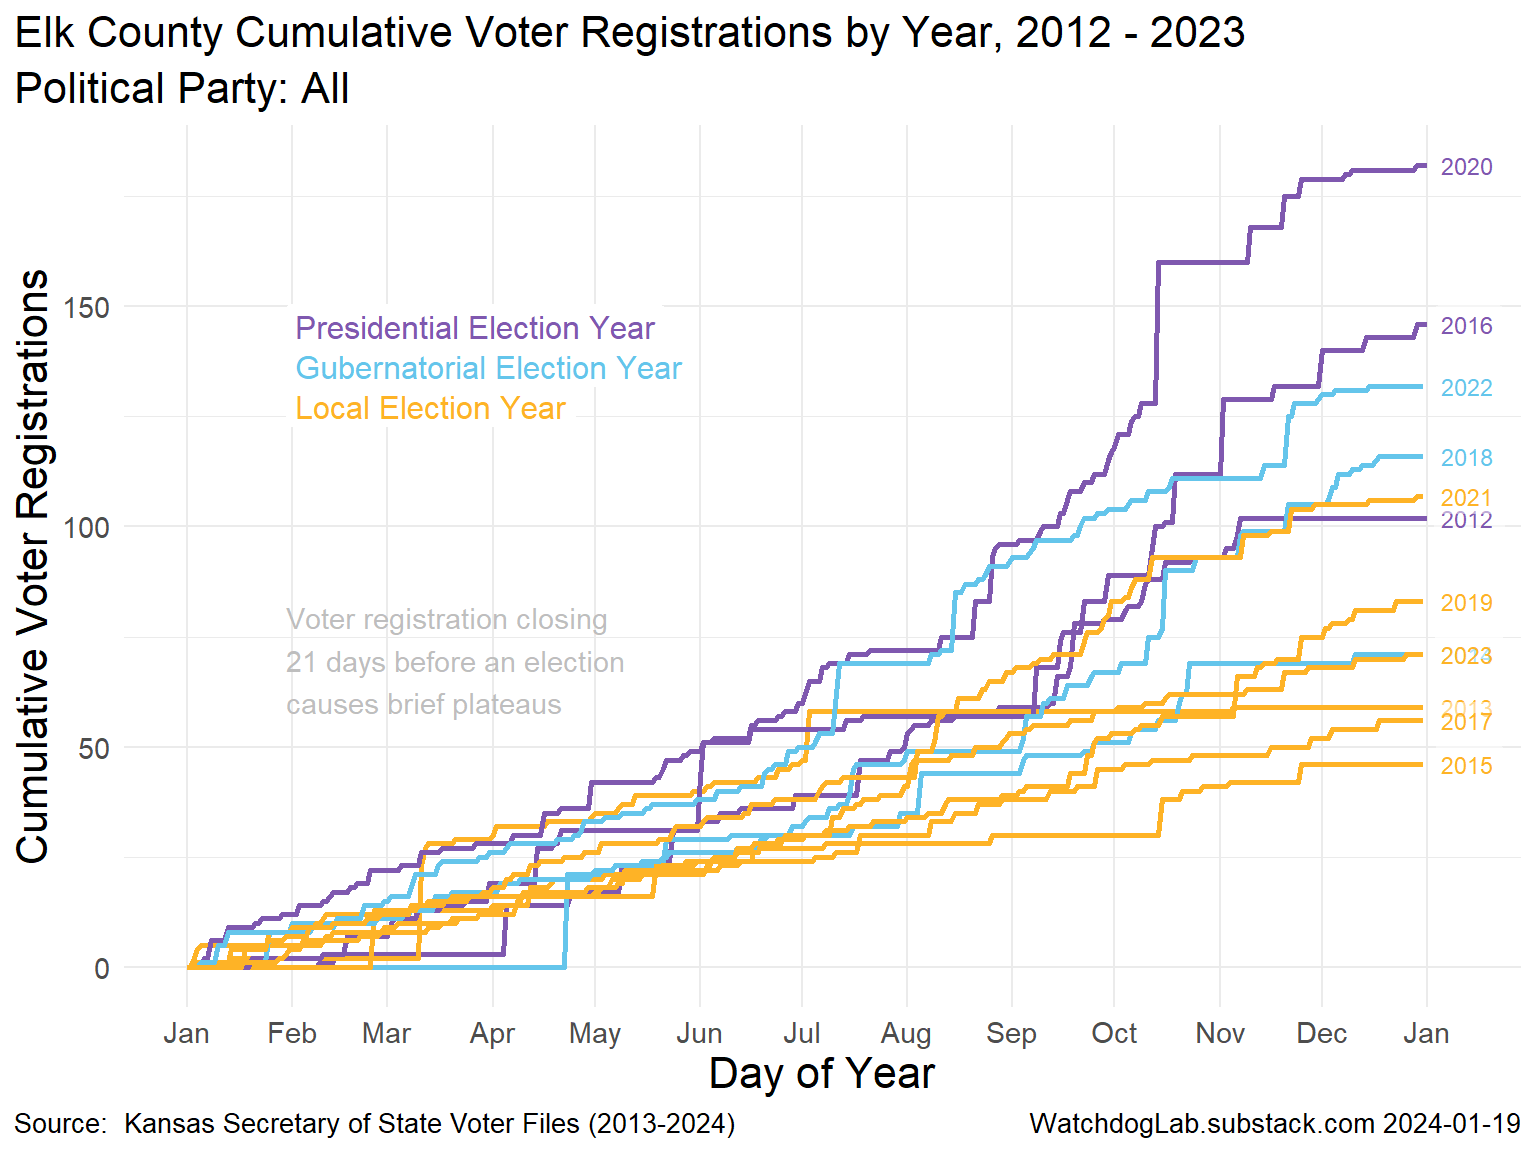 Elk County Cumulative Voter Registrations by Year, 2012 - 2023
Political Party: All
Cumulative Voter Registrations
150
100
50
0
Presidential Election Year
Gubernatorial Election Year
Local Election Year
Voter registration closing
21 days before an election
causes brief plateaus
2020
2016
2022
2018
2021
2012
2019
2023
2013
2017
2015
Jan Feb Mar Apr May Jun Jul Aug Sep Oct Nov Dec Jan
Day of Year
Source:  Kansas Secretary of State Voter Files (2013-2024)
WatchdogLab.substack.com 2024-01-19